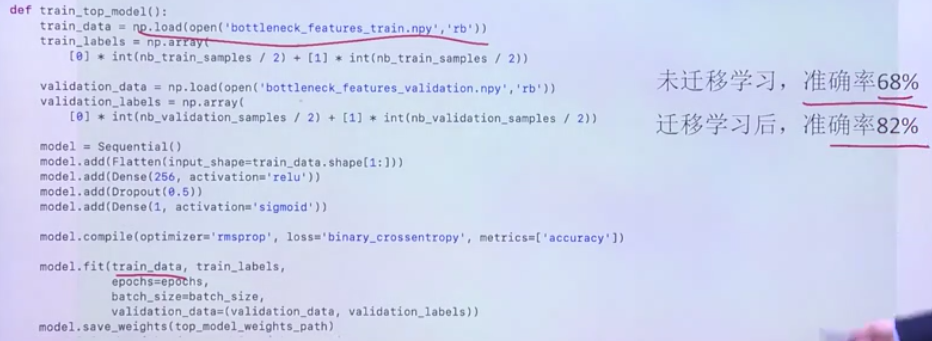 def train_top_model():
train_data = np.load(open('bottleneck_features_train.npy','rb'))
train_labels = np.array(
[0] * int(nb_train_samples / 2) + [1] * int(nb_train_samples / 2))
validation_data = np.load(open('bottleneck_features_validation.npy','rb'))
validation_labels = np.array(
[0] * int(nb_validation_samples / 2) + [1] * int(nb_validation_samples / 2))
未迁移学习，准确率68%
迁移学习后，准确率82%
model = Sequential()
model.add(Flatten(input_shape=train_data.shape[1:]))
model.add(Dense(256, activation='relu'))
model.add(Dropout(0.5))
model.add(Dense(1, activation='sigmoid'))
model.compile(optimizer='rmsprop', loss='binary_crossentropy', metrics=['accuracy'])
model.fit(train_data, train_labels,
epochs=epochs,
batch_size=batch_size,
validation_data=(validation_data, validation_labels))
model.save_weights(top_model_weights_path)